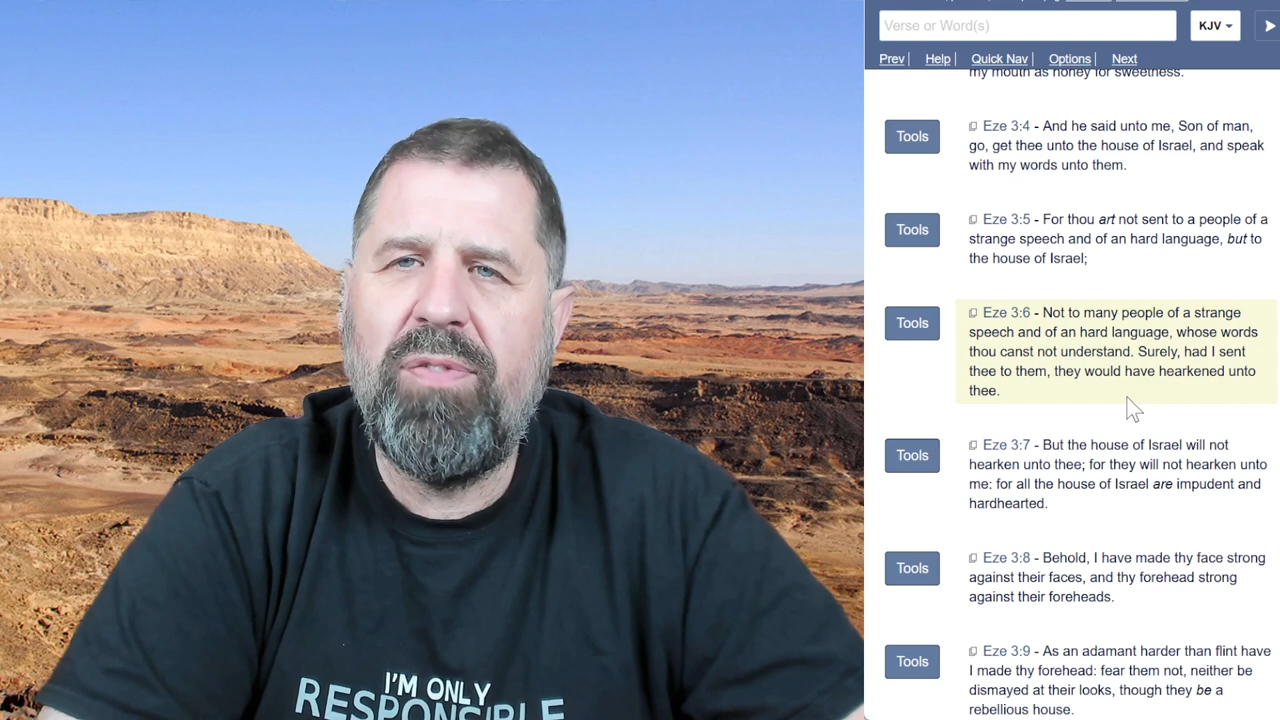 Verse or Word(s)
KJV
Prev | Help | Quick Nav | Options | Next
my mouth as honey for sweetness.
Tools
Eze 3:4 - And he said unto me, Son of man,
go, get thee unto the house of Israel, and speak
with my words unto them.
Tools
Eze 3:5 - For thou art not sent to a people of a
strange speech and of an hard language, but to
the house of Israel;
Tools
Eze 3:6 - Not to many people of a strange
speech and of an hard language, whose words
thou canst not understand. Surely, had I sent
thee to them, they would have hearkened unto
thee.
Tools
Eze 3:7 - But the house of Israel will not
hearken unto thee; for they will not hearken unto
me: for all the house of Israel are impudent and
hardhearted.
Tools
Eze 3:8 - Behold, I have made thy face strong
against their faces, and thy forehead strong
against their foreheads.
Tools
Eze 3:9 - As an adamant harder than flint have
I made thy forehead: fear them not, neither be
dismayed at their looks, though they be a
rebellious house.
I'M ONLY
RESPONSIBLE